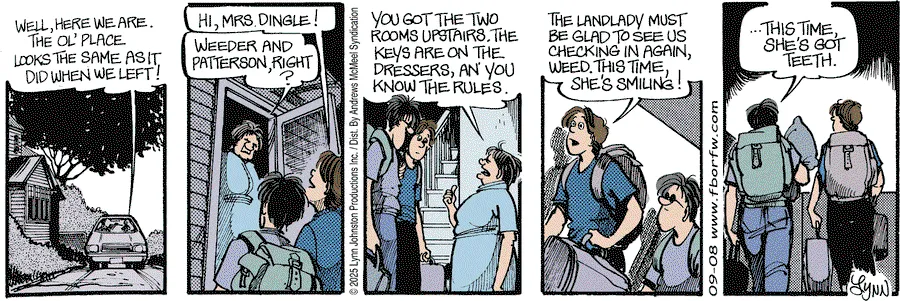 WELL, HERE WE ARE.
THE OL' PLACE
LOOKS THE SAME AS IT
DID WHEN WE LEFT!
HI, MRS. DINGLE!
WEEDER AND
PATTERSON, RIGHT
?
© 2025 Lynn Johnston Productions Inc. / Dist. By Andrews McMeel Syndication
YOU GOT THE TWO
ROOMS UPSTAIRS. THE
KEYS ARE ON THE
DRESSERS, AN' YOU
KNOW THE RULES.
THE LANDLADY MUST
BE GLAD TO SEE US
CHECKING IN AGAIN,
WEED. THIS TIME,
SHE'S SMILING!
09-08 www.fborfw.com
...THIS TIME,
SHE'S GOT
TEETH.
LYNN